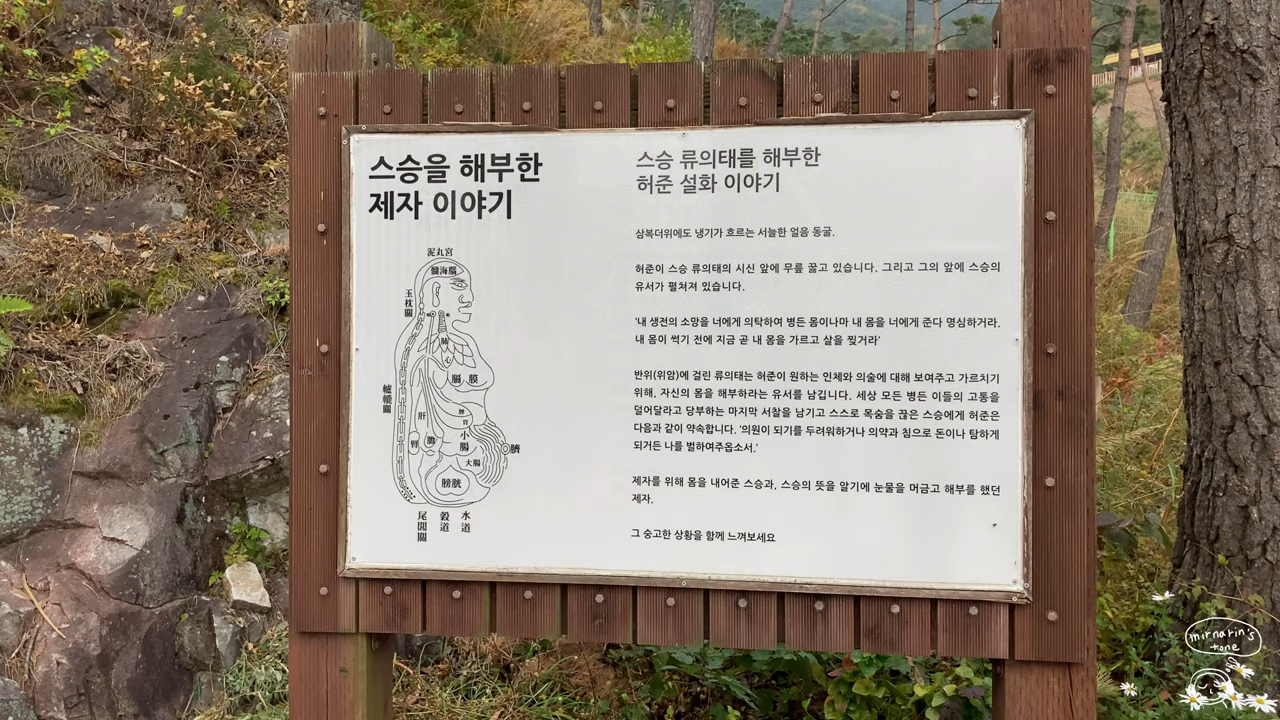 스승을 해부한
제자 이야기
泥丸宮
髓海腦
玉枕關
肺
心
膈膜
轆轤關
肝
脾
胃
腎
膽
小腸
大腸
臍
膀胱
尾閭關
穀道
水道
스승 류의태를 해부한
허준 설화 이야기
삼복더위에도 냉기가 흐르는 서늘한 얼음 동굴.
허준이 스승 류의태의 시신 앞에 무릎 꿇고 있습니다. 그리고 그의 앞에 스승의
유서가 펼쳐져 있습니다.
'내 생전의 소망을 너에게 의탁하여 병든 몸이나마 내 몸을 너에게 준다 명심하거라.
내 몸이 썩기 전에 지금 곧 내 몸을 가르고 살을 찢거라'
반위(위암)에 걸린 류의태는 허준이 원하는 인체와 의술에 대해 보여주고 가르치기
위해, 자신의 몸을 해부하라는 유서를 남깁니다. 세상 모든 병든 이들의 고통을
덜어달라고 당부하는 마지막 서찰을 남기고 스스로 목숨을 끊은 스승에게 허준은
다음과 같이 약속합니다. '의원이 되기를 두려워하거나 의약과 침으로 돈이나 탐하게
되거든 나를 벌하여주옵소서.'
제자를 위해 몸을 내어준 스승과, 스승의 뜻을 알기에 눈물을 머금고 해부를 했던
제자.
그 숭고한 상황을 함께 느껴보세요
mirnarin's
tone